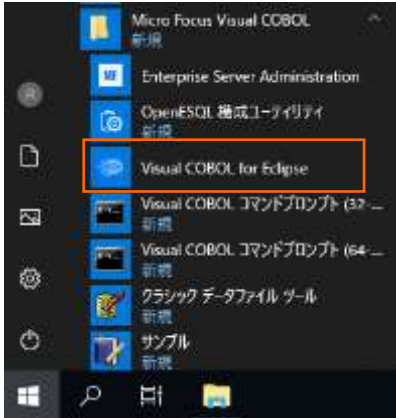 Micro Focus Visual COBOL
新規
MF
Enterprise Server Administration
OpenESQL 構成ユーティリティ
新規
Visual COBOL for Eclipse
Visual COBOL コマンドプロンプト (32-...
新規
Visual COBOL コマンドプロンプト (64-...
新規
クラシック データファイル ツール
新規
サンプル
新規